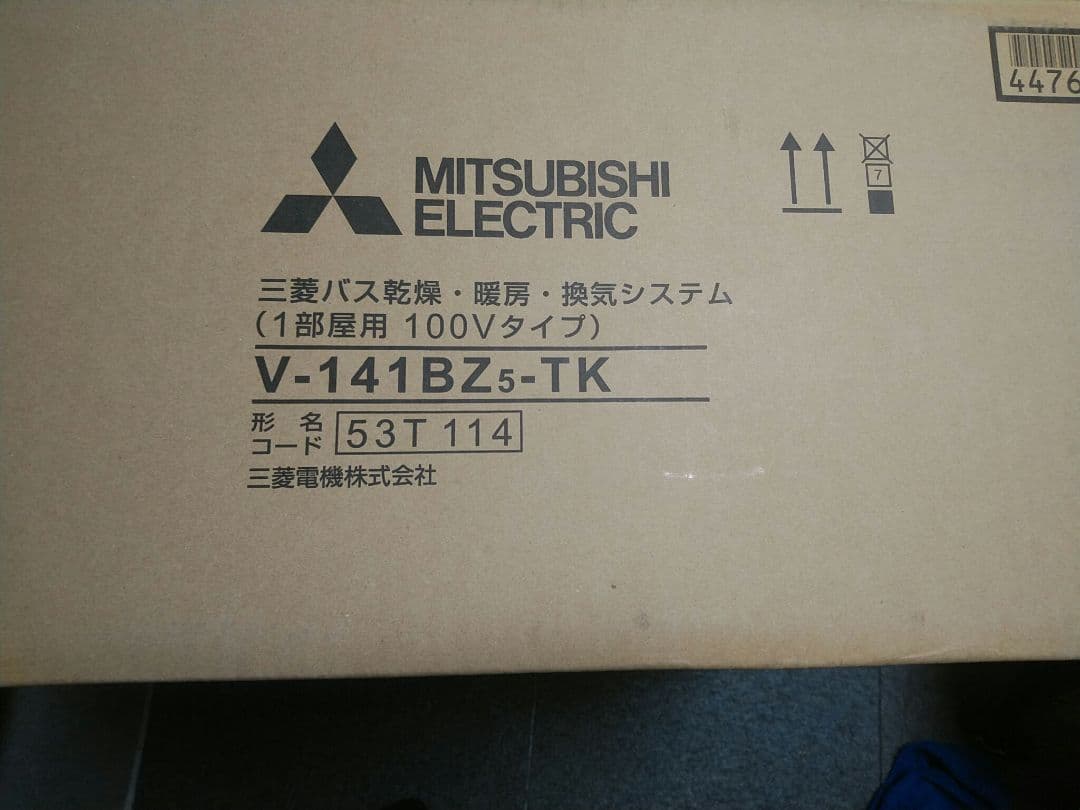 4476
MITSUBISHI
ELECTRIC
7
三菱バス乾燥・暖房・換気システム
(1部屋用 100Vタイプ)
V-141BZ5-TK
形名
コード
53T 114
三菱電機株式会社